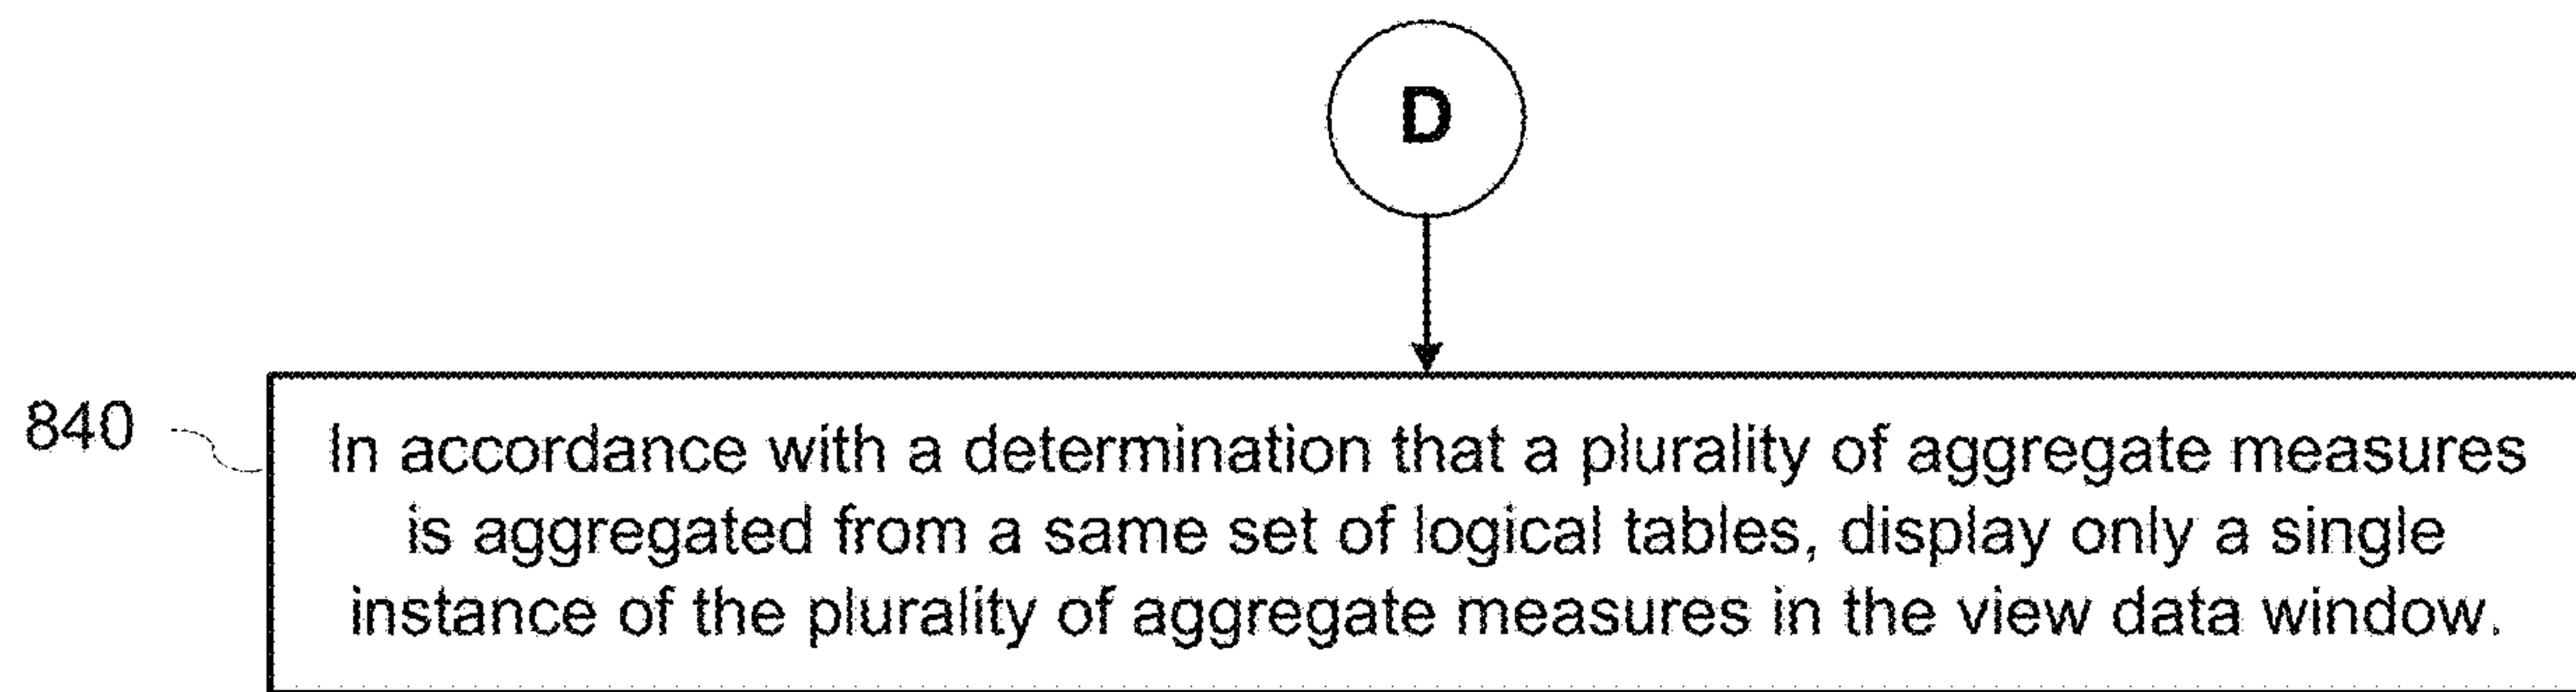 D
840
In accordance with a determination that a plurality of aggregate measures
is aggregated from a same set of logical tables, display only a single
instance of the plurality of aggregate measures in the view data window.